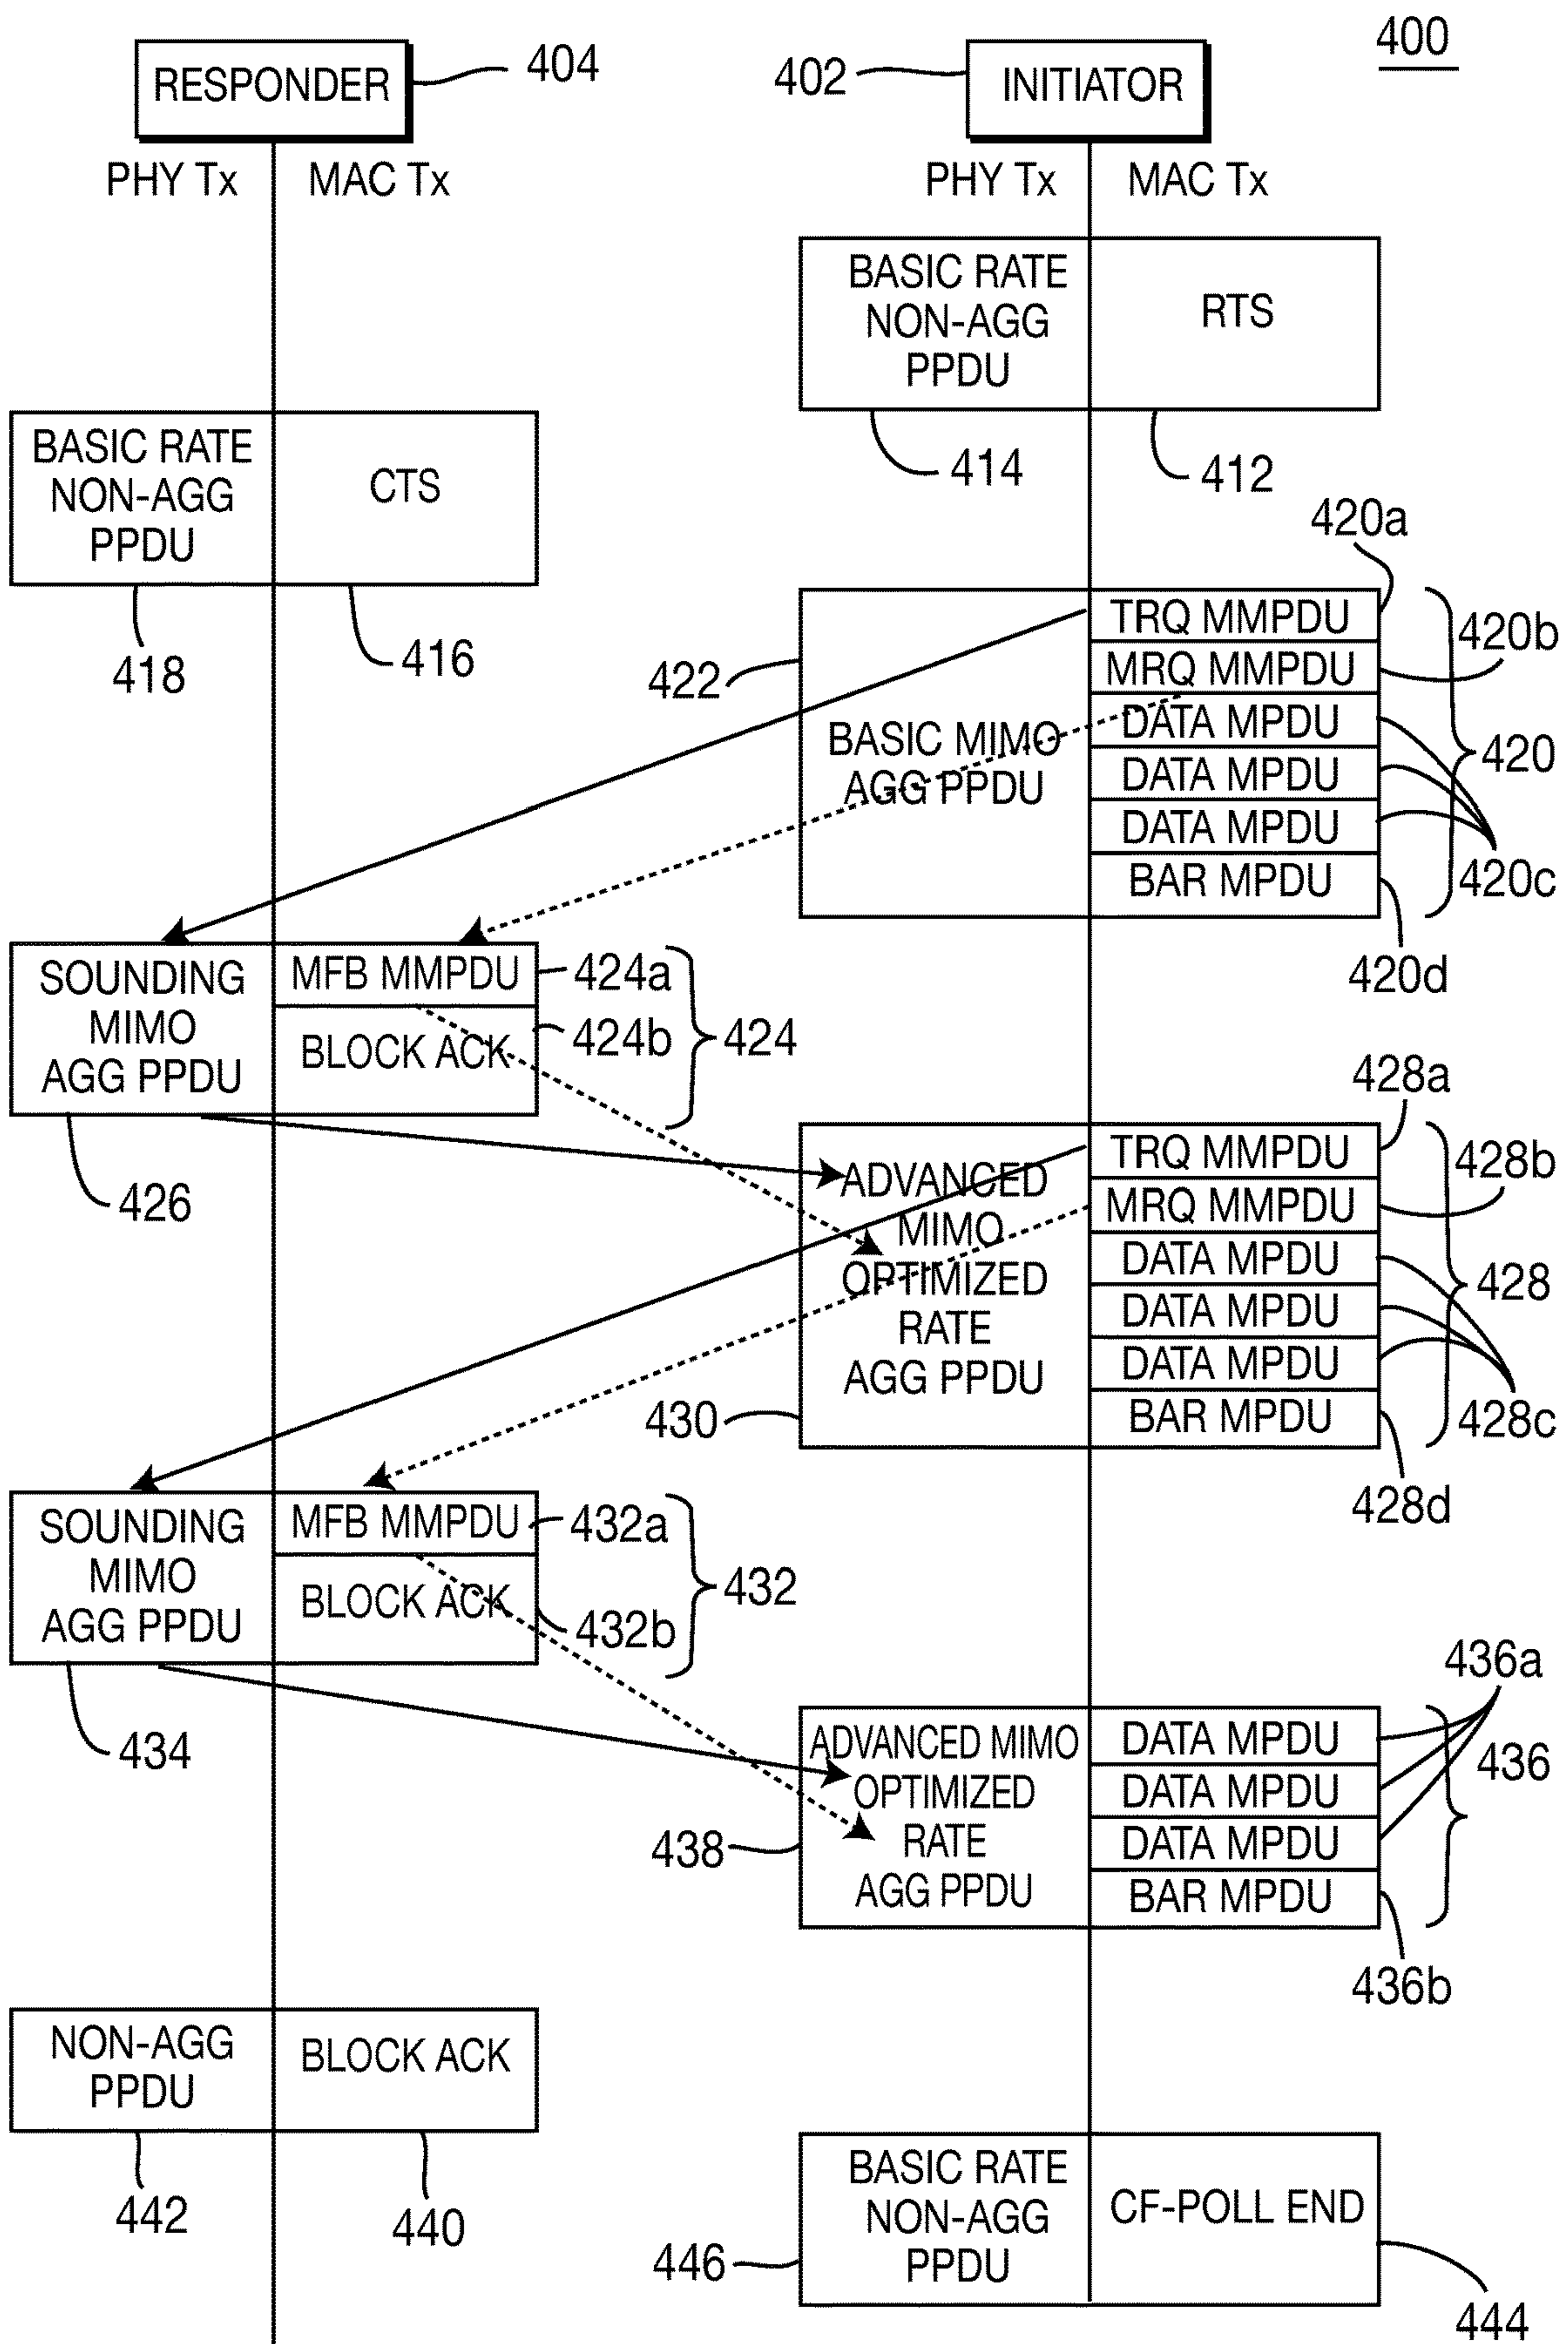 400
RESPONDER
404
402
INITIATOR
PHY Tx
MAC Tx
PHY Tx
MAC Tx
BASIC RATE
NON-AGG
PPDU
RTS
414
412
BASIC RATE
NON-AGG
PPDU
CTS
418
416
420a
TRQ MMPDU
420b
MRQ MMPDU
422
DATA MPDU
BASIC MIMO
AGG PPDU
420
DATA MPDU
DATA MPDU
BAR MPDU
420c
420d
SOUNDING
MIMO
AGG PPDU
MFB MMPDU
424a
BLOCK ACK
424b
424
426
428a
TRQ MMPDU
428b
ADVANCED
MIMO
OPTIMIZED
RATE
AGG PPDU
MRQ MMPDU
DATA MPDU
428
DATA MPDU
DATA MPDU
430
BAR MPDU
428c
428d
SOUNDING
MIMO
AGG PPDU
MFB MMPDU
432a
BLOCK ACK
432b
432
434
436a
ADVANCED MIMO
OPTIMIZED
RATE
AGG PPDU
DATA MPDU
436
DATA MPDU
DATA MPDU
438
BAR MPDU
436b
NON-AGG
PPDU
BLOCK ACK
442
440
BASIC RATE
NON-AGG
PPDU
CF-POLL END
446
444